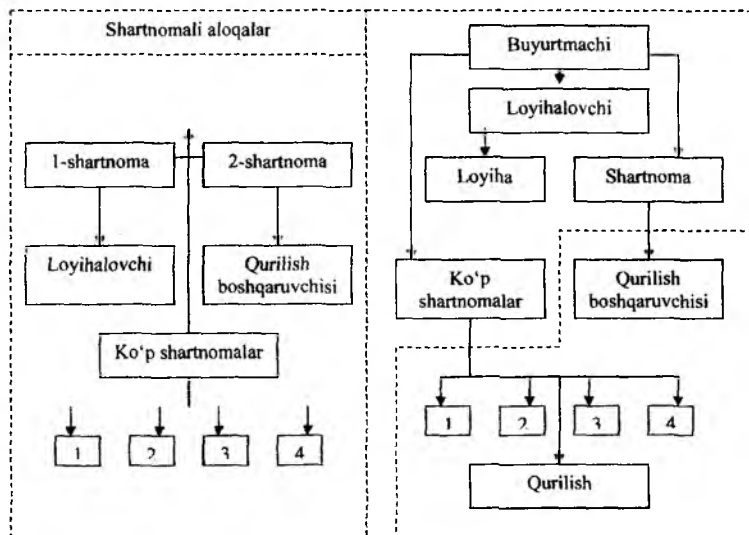 Shartnomali aloqalar
1-shartnoma
2-shartnoma
Loyihalovchi
Qurilish
boshqaruvchisi
Ko‘p shartnomalar
1
2
3
4
Buyurtmachi
Loyihalovchi
Loyiha
Shartnoma
Ko‘p
shartnomalar
Qurilish
boshqaruvchisi
1
2
3
4
Qurilish